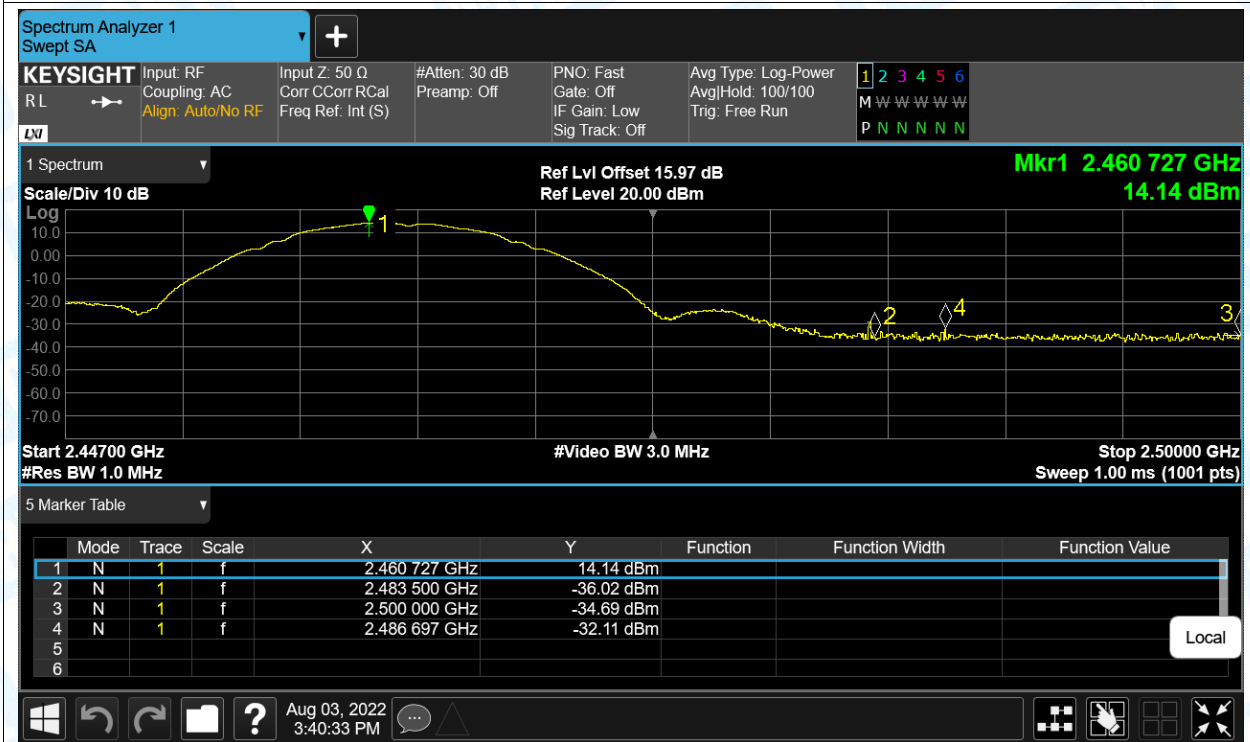 Spectrum Analyzer 1
Swept SA
+
KEYSIGHT Input: RF Input Z: 50 Ω #Atten: 30 dB PNO: Fast Avg Type: Log-Power 1 2 3 4 5 6
R L Coupling: AC Corr CCorr RCal Preamp: Off Gate: Off Avg|Hold: 100/100 M W W W W W
Align: Auto/No RF Freq Ref: Int (S) IF Gain: Low Trig: Free Run
LXI Sig Track: Off P N N N N N
1 Spectrum Ref Lvl Offset 15.97 dB Mkr1 2.460 727 GHz
Scale/Div 10 dB Ref Level 20.00 dBm 14.14 dBm
Log
1
10.0
0.00
-10.0
-20.0
2 4 3
-30.0
-40.0
-50.0
-60.0
-70.0
Start 2.44700 GHz #Video BW 3.0 MHz Stop 2.50000 GHz
#Res BW 1.0 MHz Sweep 1.00 ms (1001 pts)
5 Marker Table
Mode Trace Scale X Y Function Function Width Function Value
1 N 1 f 2.460 727 GHz 14.14 dBm
2 N 1 f 2.483 500 GHz -36.02 dBm
3 N 1 f 2.500 000 GHz -34.69 dBm
4 N 1 f 2.486 697 GHz -32.11 dBm
5
6
Local
? Aug 03, 2022
3:40:33 PM